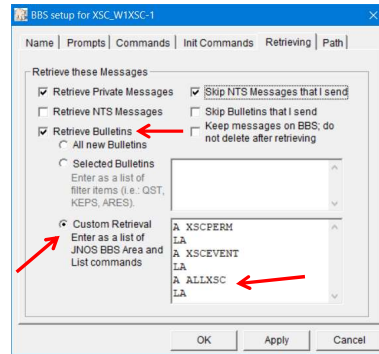 BBS setup for XSC_W1XSC-1
Name Prompts Commands Init Commands Retrieving Path
Retrieve these Messages
Retrieve Private Messages Skip NTS Messages that I send
Retrieve NTS Messages Skip Bulletins that I send
Retrieve Bulletins Keep messages on BBS; do
not delete after retrieving
All new Bulletins
Selected Bulletins
Enter as a list of
filter items (i.e.: QST,
KEPS, ARES).
Custom Retrieval
Enter as a list of
JNOS BBS Area and
List commands
A XSCPERM
LA
A XSCEVENT
LA
A ALLXSC
LA
OK Apply Cancel